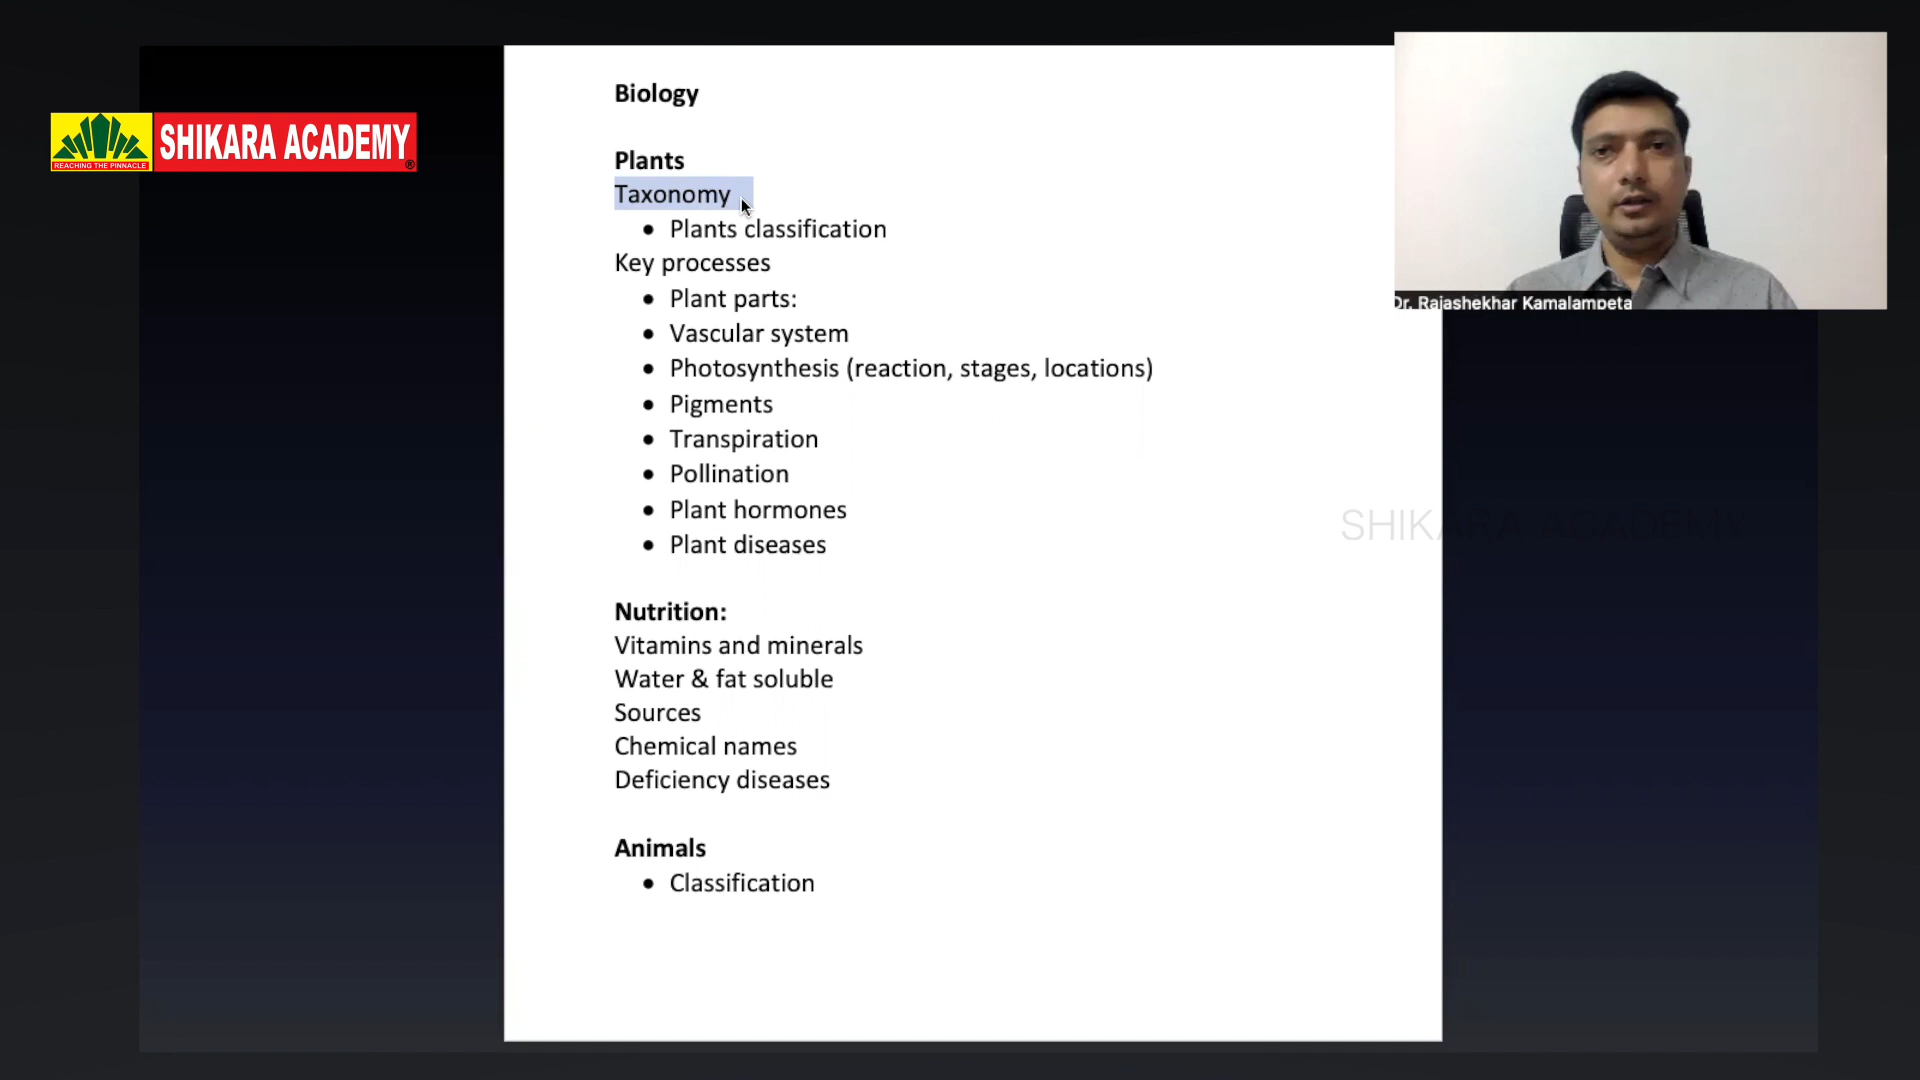 SHIKARA ACADEMY®
REACHING THE PINNACLE
Biology
Plants
Taxonomy
• Plants classification
Key processes
• Plant parts:
• Vascular system
• Photosynthesis (reaction, stages, locations)
• Pigments
• Transpiration
• Pollination
• Plant hormones
• Plant diseases
Nutrition:
Vitamins and minerals
Water & fat soluble
Sources
Chemical names
Deficiency diseases
Animals
• Classification
Dr. Rajashekhar Kamalampeta
SHIKARA ACADEMY